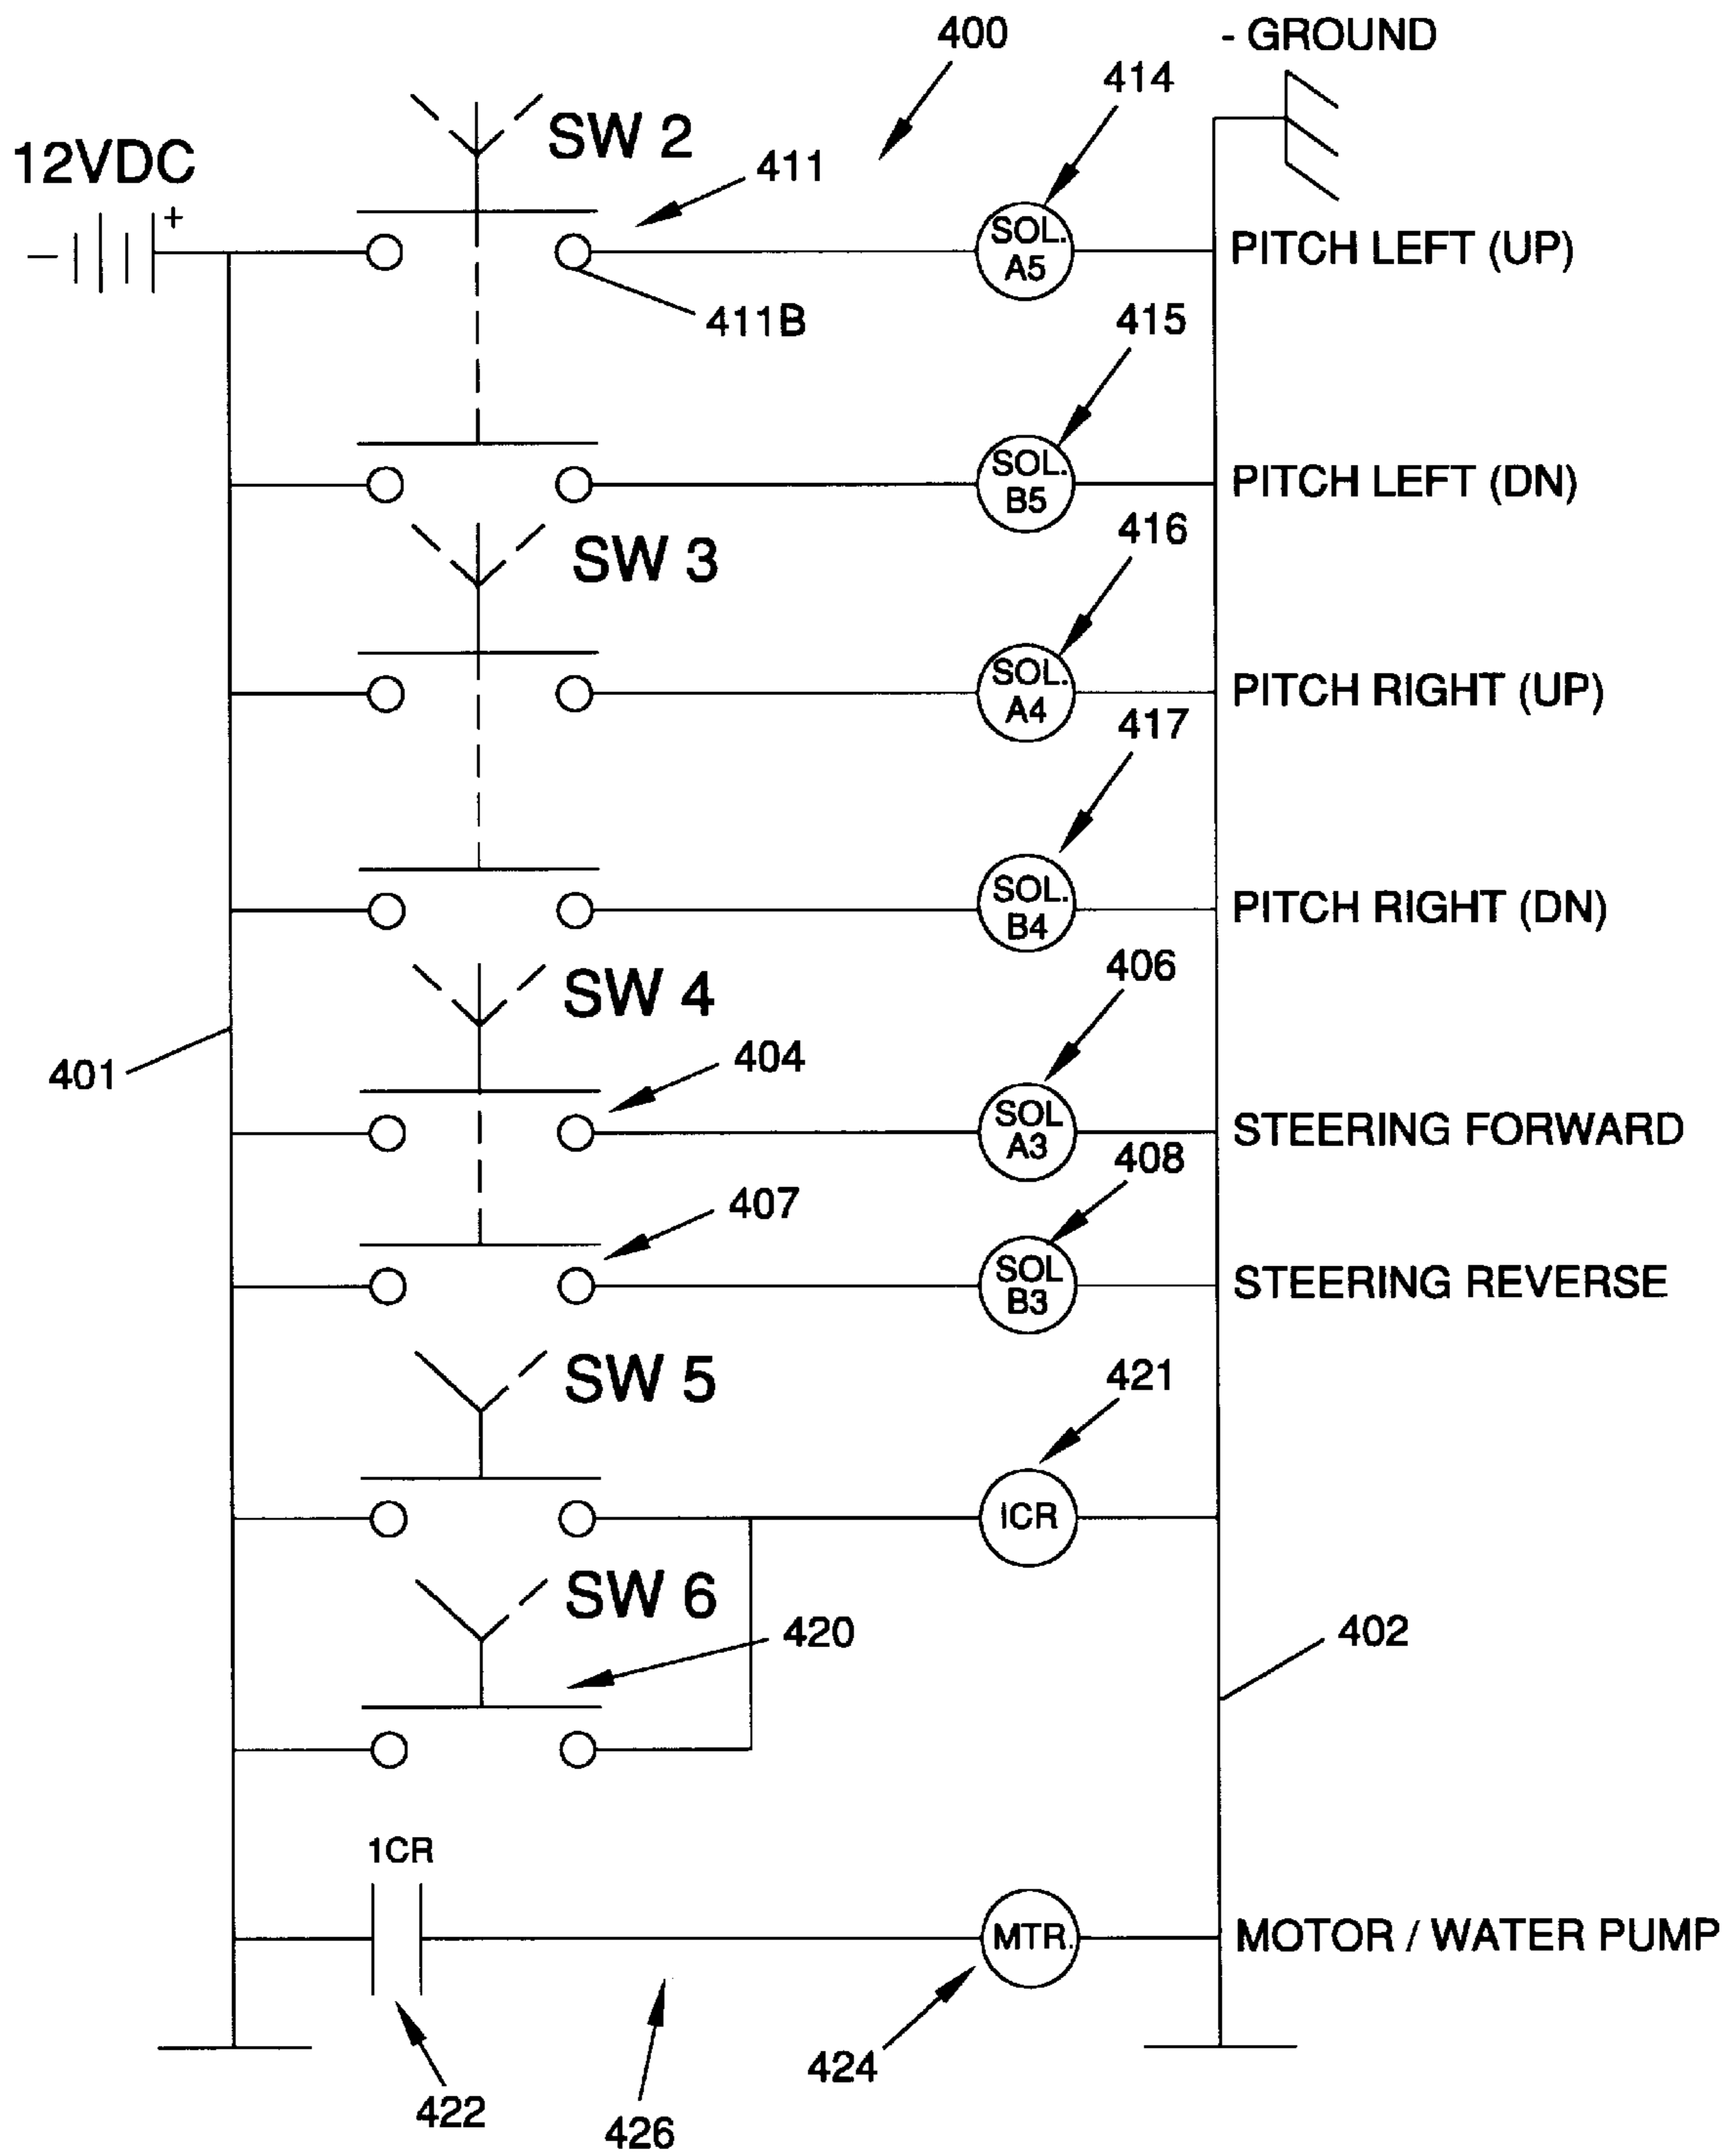 400
- GROUND
414
SW 2
12VDC
411
+
-
SOL.
A5
PITCH LEFT (UP)
411B
415
SOL.
B5
PITCH LEFT (DN)
416
SW 3
SOL.
A4
PITCH RIGHT (UP)
417
SOL.
B4
PITCH RIGHT (DN)
406
SW 4
404
401
SOL
A3
STEERING FORWARD
408
407
SOL
B3
STEERING REVERSE
SW 5
421
ICR
SW 6
420
402
1CR
MTR.
MOTOR / WATER PUMP
424
422
426